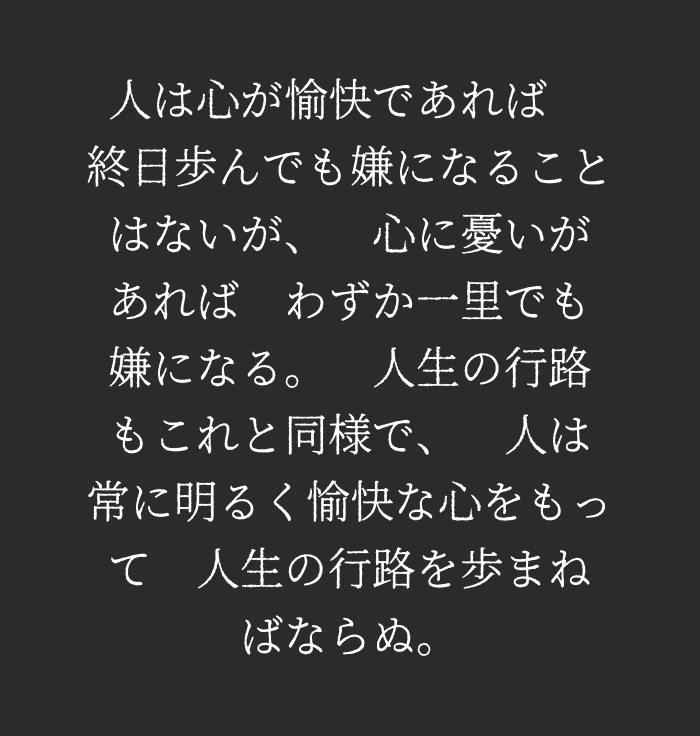 人は心が愉快であれば
終日歩んでも嫌になること
はないが、　心に憂いが
あれば　わずか一里でも
嫌になる。　人生の行路
もこれと同様で、　人は
常に明るく愉快な心をもっ
て　人生の行路を歩まね
ばならぬ。